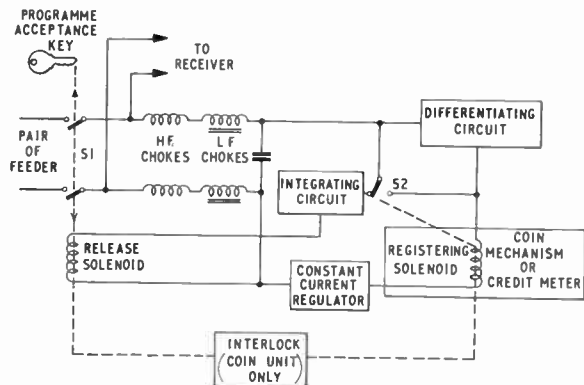 PROGRAMME
ACCEPTANCE
KEY
TO
RECEIVER
PAIR
OF
FEEDER
S1
H.F.
CHOKES
L.F.
CHOKES
DIFFERENTIATING
CIRCUIT
INTEGRATING
CIRCUIT
S2
RELEASE
SOLENOID
CONSTANT
CURRENT
REGULATOR
REGISTERING
SOLENOID
COIN
MECHANISM
OR
CREDIT METER
INTERLOCK
(COIN UNIT
ONLY)